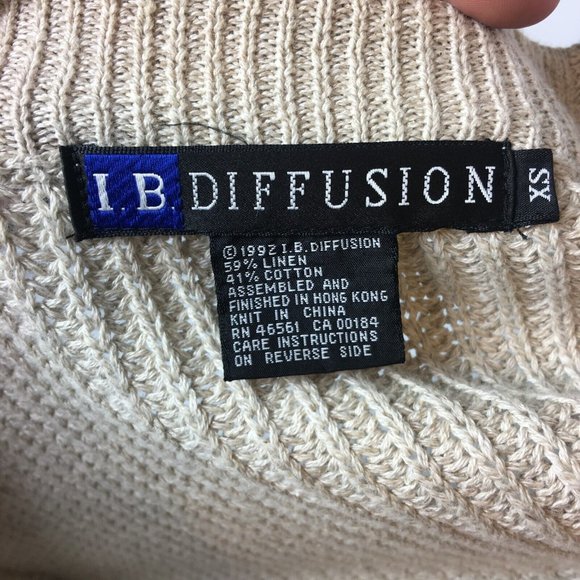 I.B. DIFFUSION XS
© 1992 I.B. DIFFUSION
59% LINEN
41% COTTON
ASSEMBLED AND
FINISHED IN HONG KONG
KNIT IN CHINA
RN 46561 CA 00184
CARE INSTRUCTIONS
ON REVERSE SIDE